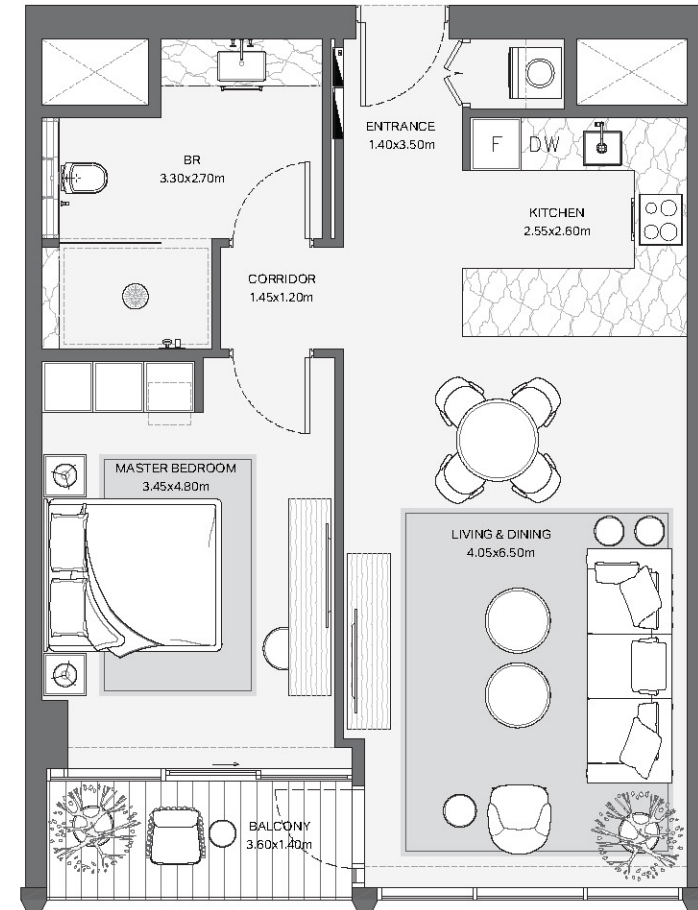 ENTRANCE
1.40x3.50m
BR
3.30x2.70m
F
DW
KITCHEN
2.55x2.60m
CORRIDOR
1.45x1.20m
MASTER BEDROOM
3.45x4.80m
LIVING & DINING
4.05x6.50m
BALCONY
3.60x1.40m